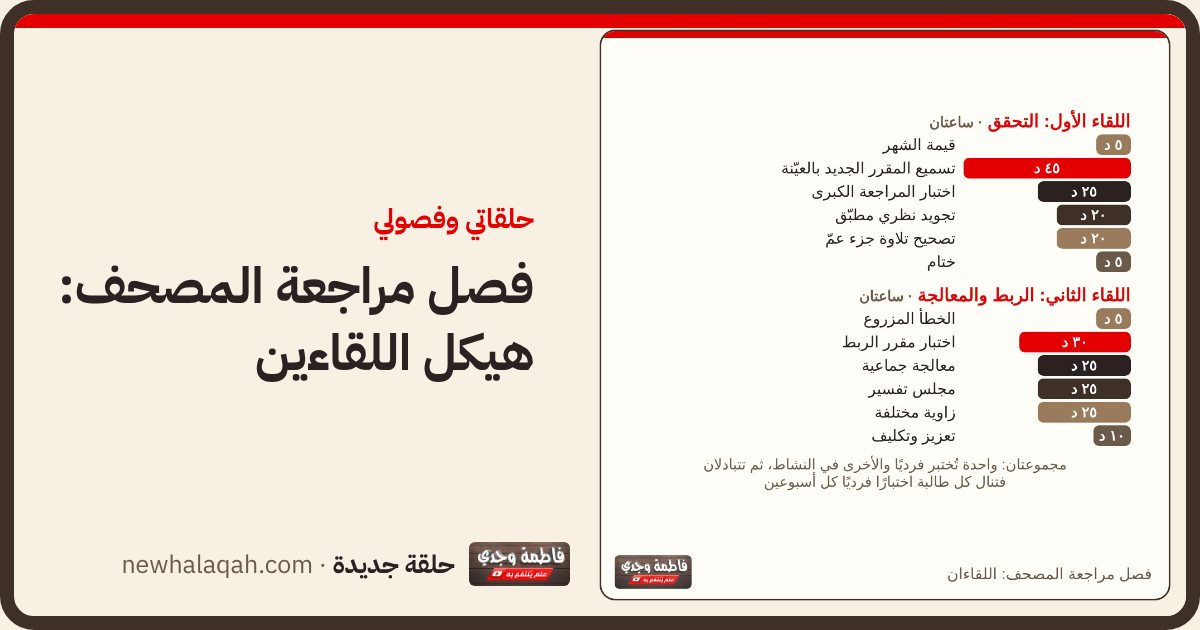 حلقاتي وفصولي
فصل مراجعة المصحف:
هيكل اللقاءين
فاطمة وجدي
علم يُنتفع به
حلقة جديدة · newhalaqah.com
اللقاء الأول: التحقق · ساعتان
٥ د قيمة الشهر
٤٥ د تسميع المقرر الجديد بالعيّنة
٢٥ د اختبار المراجعة الكبرى
٢٠ د تجويد نظري مطبّق
٢٠ د تصحيح تلاوة جزء عمّ
٥ د ختام
اللقاء الثاني: الربط والمعالجة · ساعتان
٥ د الخطأ المزروع
٣٠ د اختبار مقرر الربط
٢٥ د معالجة جماعية
٢٥ د مجلس تفسير
٢٥ د زاوية مختلفة
١٠ د تعزيز وتكليف
مجموعتان: واحدة تُختبر فرديًا والأخرى في النشاط، ثم تتبادلان
فتنال كل طالبة اختبارًا فرديًا كل أسبوعين
فصل مراجعة المصحف: اللقاءان
فاطمة وجدي
علم يُنتفع به